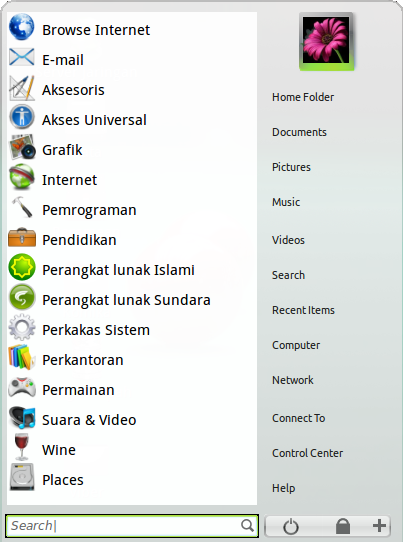 Browse Internet
E-mail
Aksesoris
Akses Universal
Grafik
Internet
Pemrograman
Pendidikan
Perangkat lunak Islami
Perangkat lunak Sundara
Perkakas Sistem
Perkantoran
Permainan
Suara & Video
Wine
Places
Search
Home Folder
Documents
Pictures
Music
Videos
Search
Recent Items
Computer
Network
Connect To
Control Center
Help